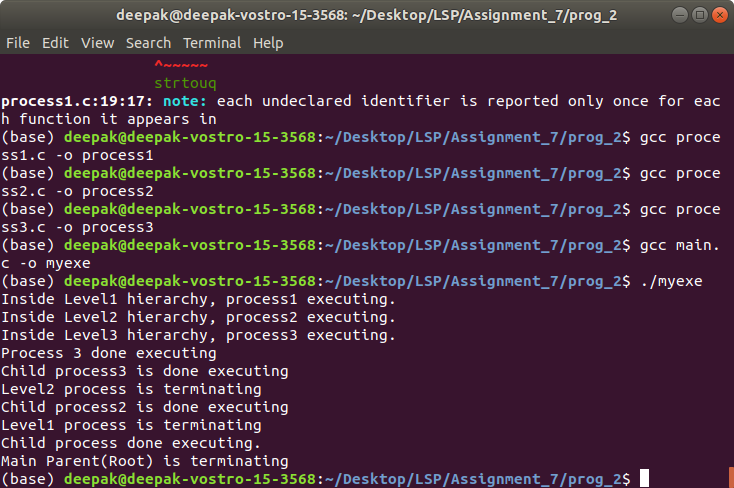 deepak@deepak-vostro-15-3568: ~/Desktop/LSP/Assignment_7/prog_2
File Edit View Search Terminal Help
^~~~~~
strtouq
process1.c:19:17: note: each undeclared identifier is reported only once for eac
h function it appears in
(base) deepak@deepak-vostro-15-3568:~/Desktop/LSP/Assignment_7/prog_2$ gcc proce
ss1.c -o process1
(base) deepak@deepak-vostro-15-3568:~/Desktop/LSP/Assignment_7/prog_2$ gcc proce
ss2.c -o process2
(base) deepak@deepak-vostro-15-3568:~/Desktop/LSP/Assignment_7/prog_2$ gcc proce
ss3.c -o process3
(base) deepak@deepak-vostro-15-3568:~/Desktop/LSP/Assignment_7/prog_2$ gcc main.
c -o myexe
(base) deepak@deepak-vostro-15-3568:~/Desktop/LSP/Assignment_7/prog_2$ ./myexe
Inside Level1 hierarchy, process1 executing.
Inside Level2 hierarchy, process2 executing.
Inside Level3 hierarchy, process3 executing.
Process 3 done executing
Child process3 is done executing
Level2 process is terminating
Child process2 is done executing
Level1 process is terminating
Child process done executing.
Main Parent(Root) is terminating
(base) deepak@deepak-vostro-15-3568:~/Desktop/LSP/Assignment_7/prog_2$